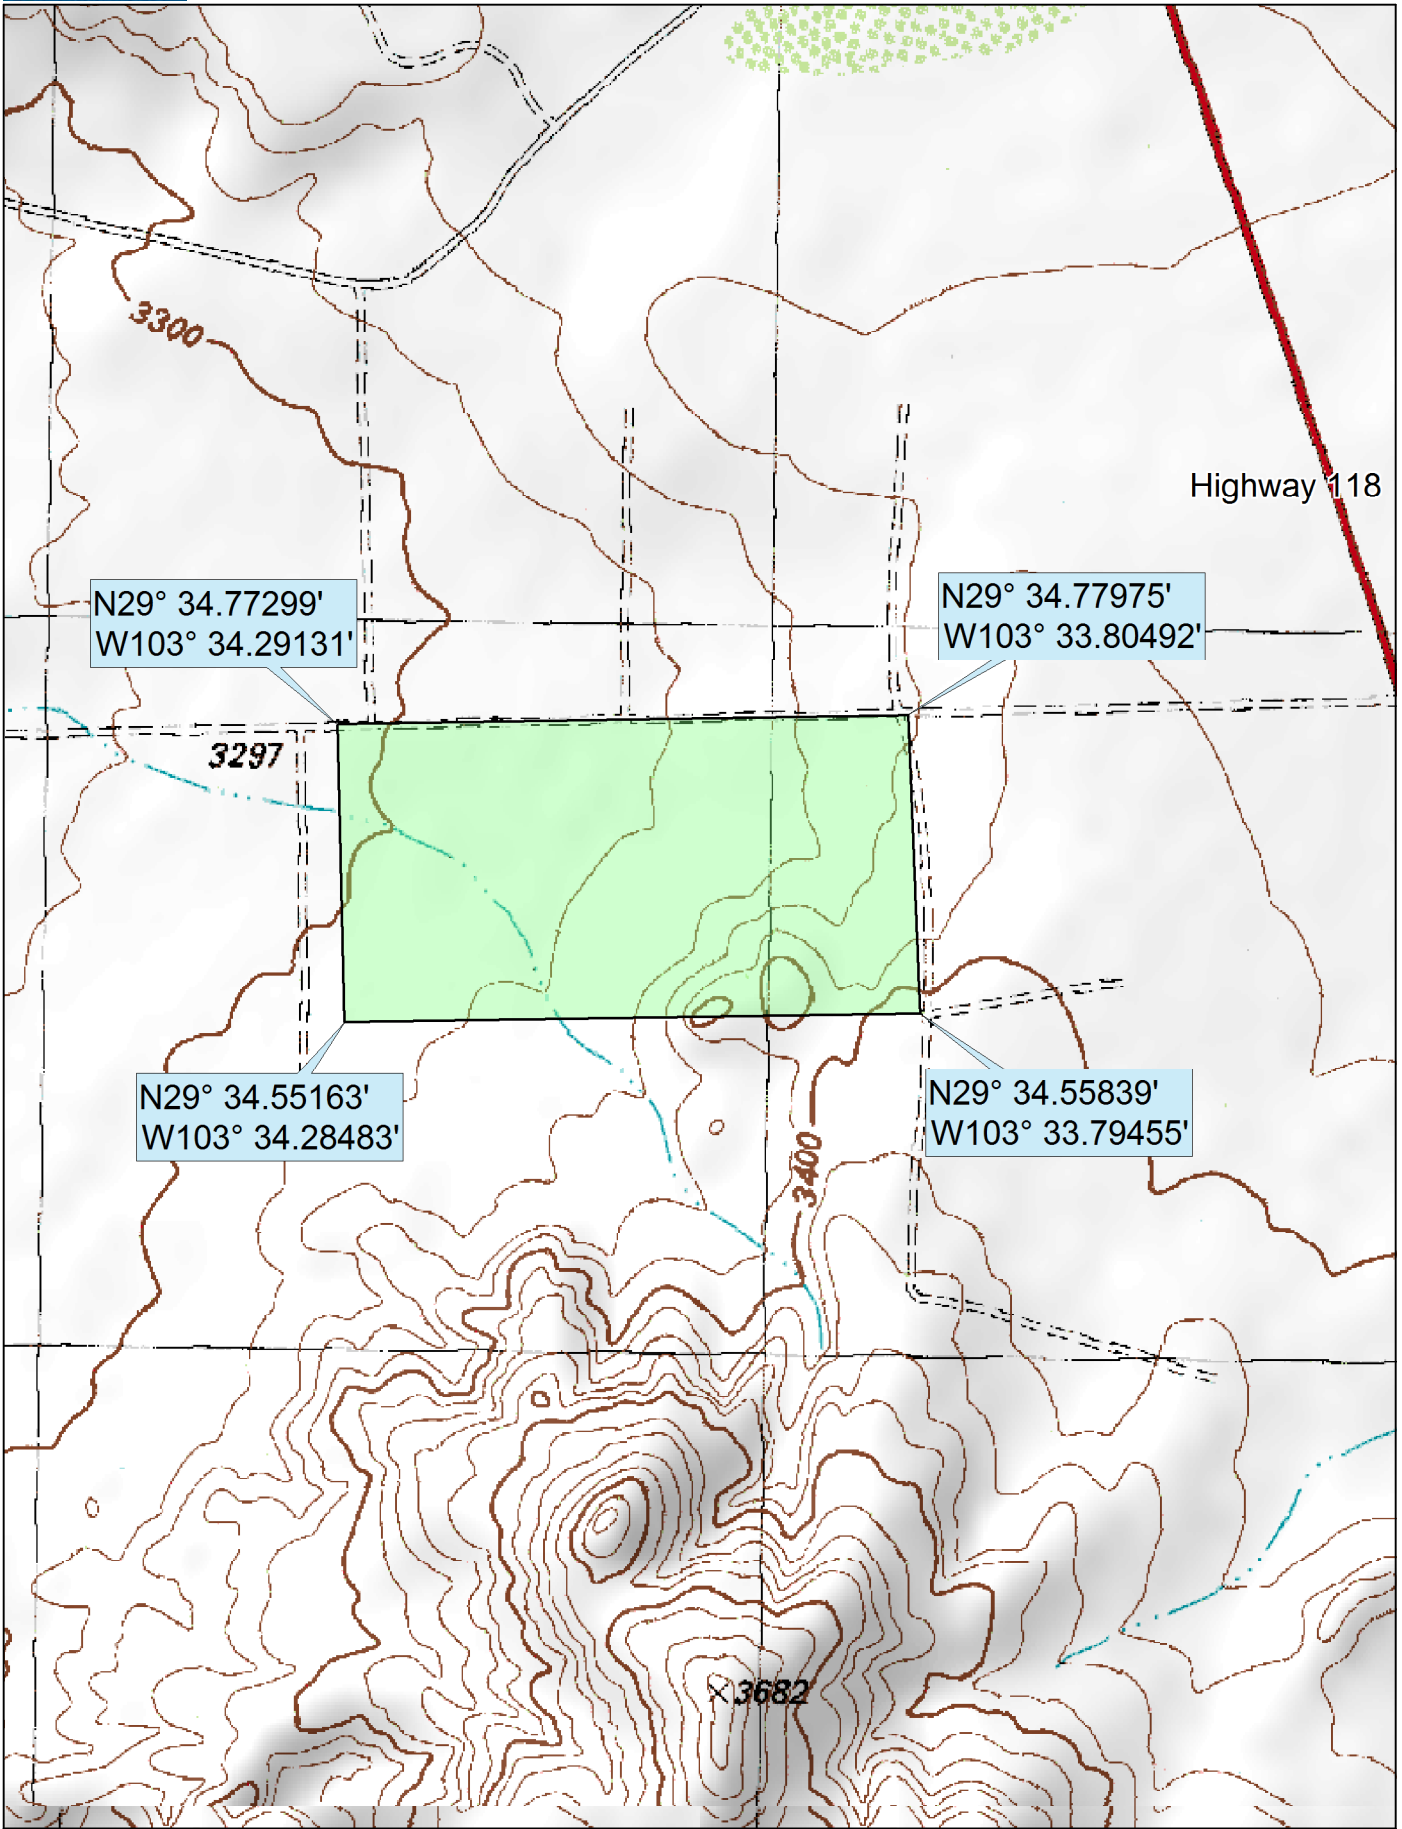 3300
Highway 118
N29° 34.77299'
W103° 34.29131'
N29° 34.77975'
W103° 33.80492'
3297
N29° 34.55163'
W103° 34.28483'
N29° 34.55839'
W103° 33.79455'
3400
3682